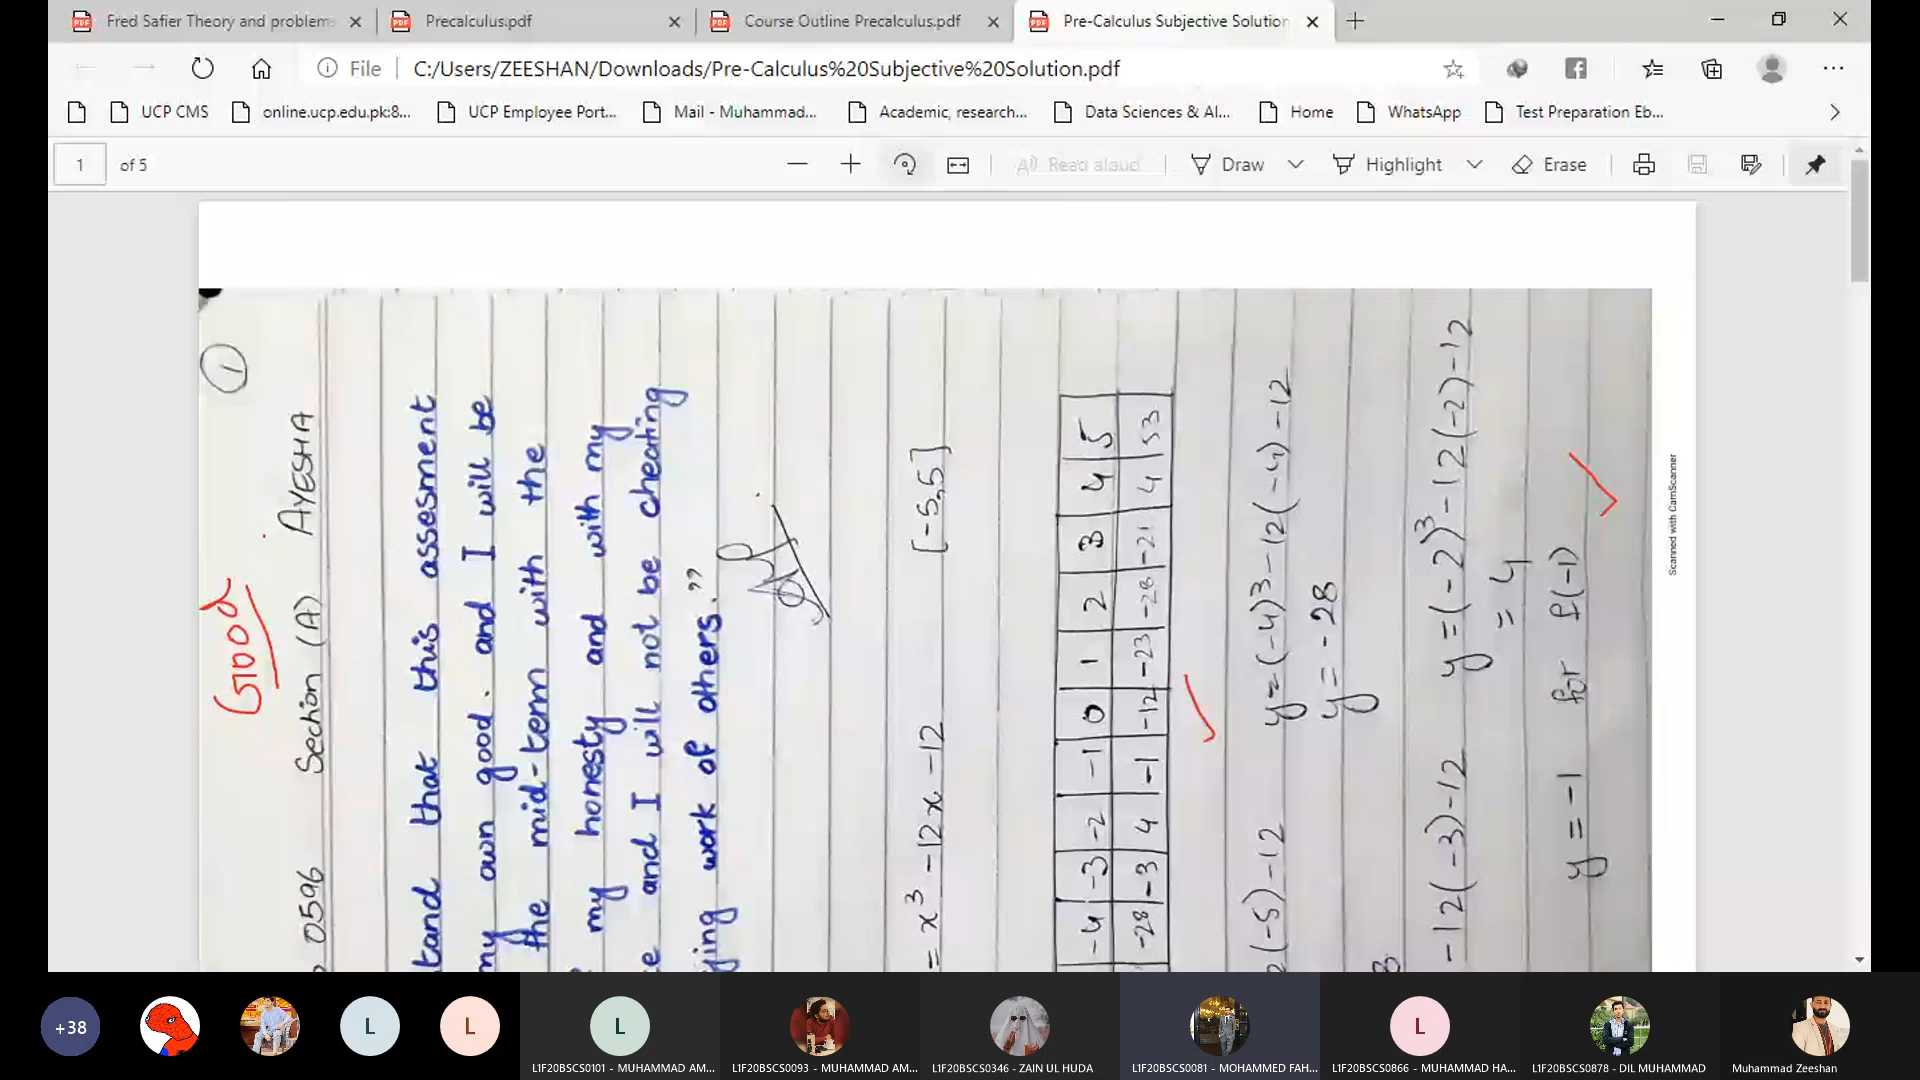 Fred Safier Theory and problems
Precalculus.pdf
Course Outline Precalculus.pdf
Pre-Calculus Subjective Solution
File
C:/Users/ZEESHAN/Downloads/Pre-Calculus%20Subjective%20Solution.pdf
UCP CMS
online.ucp.edu.pk:8...
UCP Employee Port...
Mail - Muhammad...
Academic, research...
Data Sciences & AI...
Home
WhatsApp
Test Preparation Eb...
1 of 5
Read aloud
Draw
Highlight
Erase
1
Good
0596 Section (A) AYESHA
tand that this assesment
my own good. and I will be
the mid-term with the
my honesty and with my
e and I will not be cheating
ying work of others."
= x³ -12x -12 [-5,5]
-4 -3 -2 -1 0 1 2 3 4 5
-28 -3 4 -1 -12 -23 -28 -21 4 53
2(-5)-12 y=(-4)³-12(-4)-12
y=-28
-12(-3)-12 y=(-2)³-12(-2)-12
= 4
y=-1 for f(-1)
Scanned with CamScanner
+38
L
L
L
L
L1F20BSCS0101 - MUHAMMAD AM...
L1F20BSCS0093 - MUHAMMAD AM...
L1F20BSCS0346 - ZAIN UL HUDA
L1F20BSCS0081 - MOHAMMED FAH...
L1F20BSCS0866 - MUHAMMAD HA...
L1F20BSCS0878 - DIL MUHAMMAD
Muhammad Zeeshan